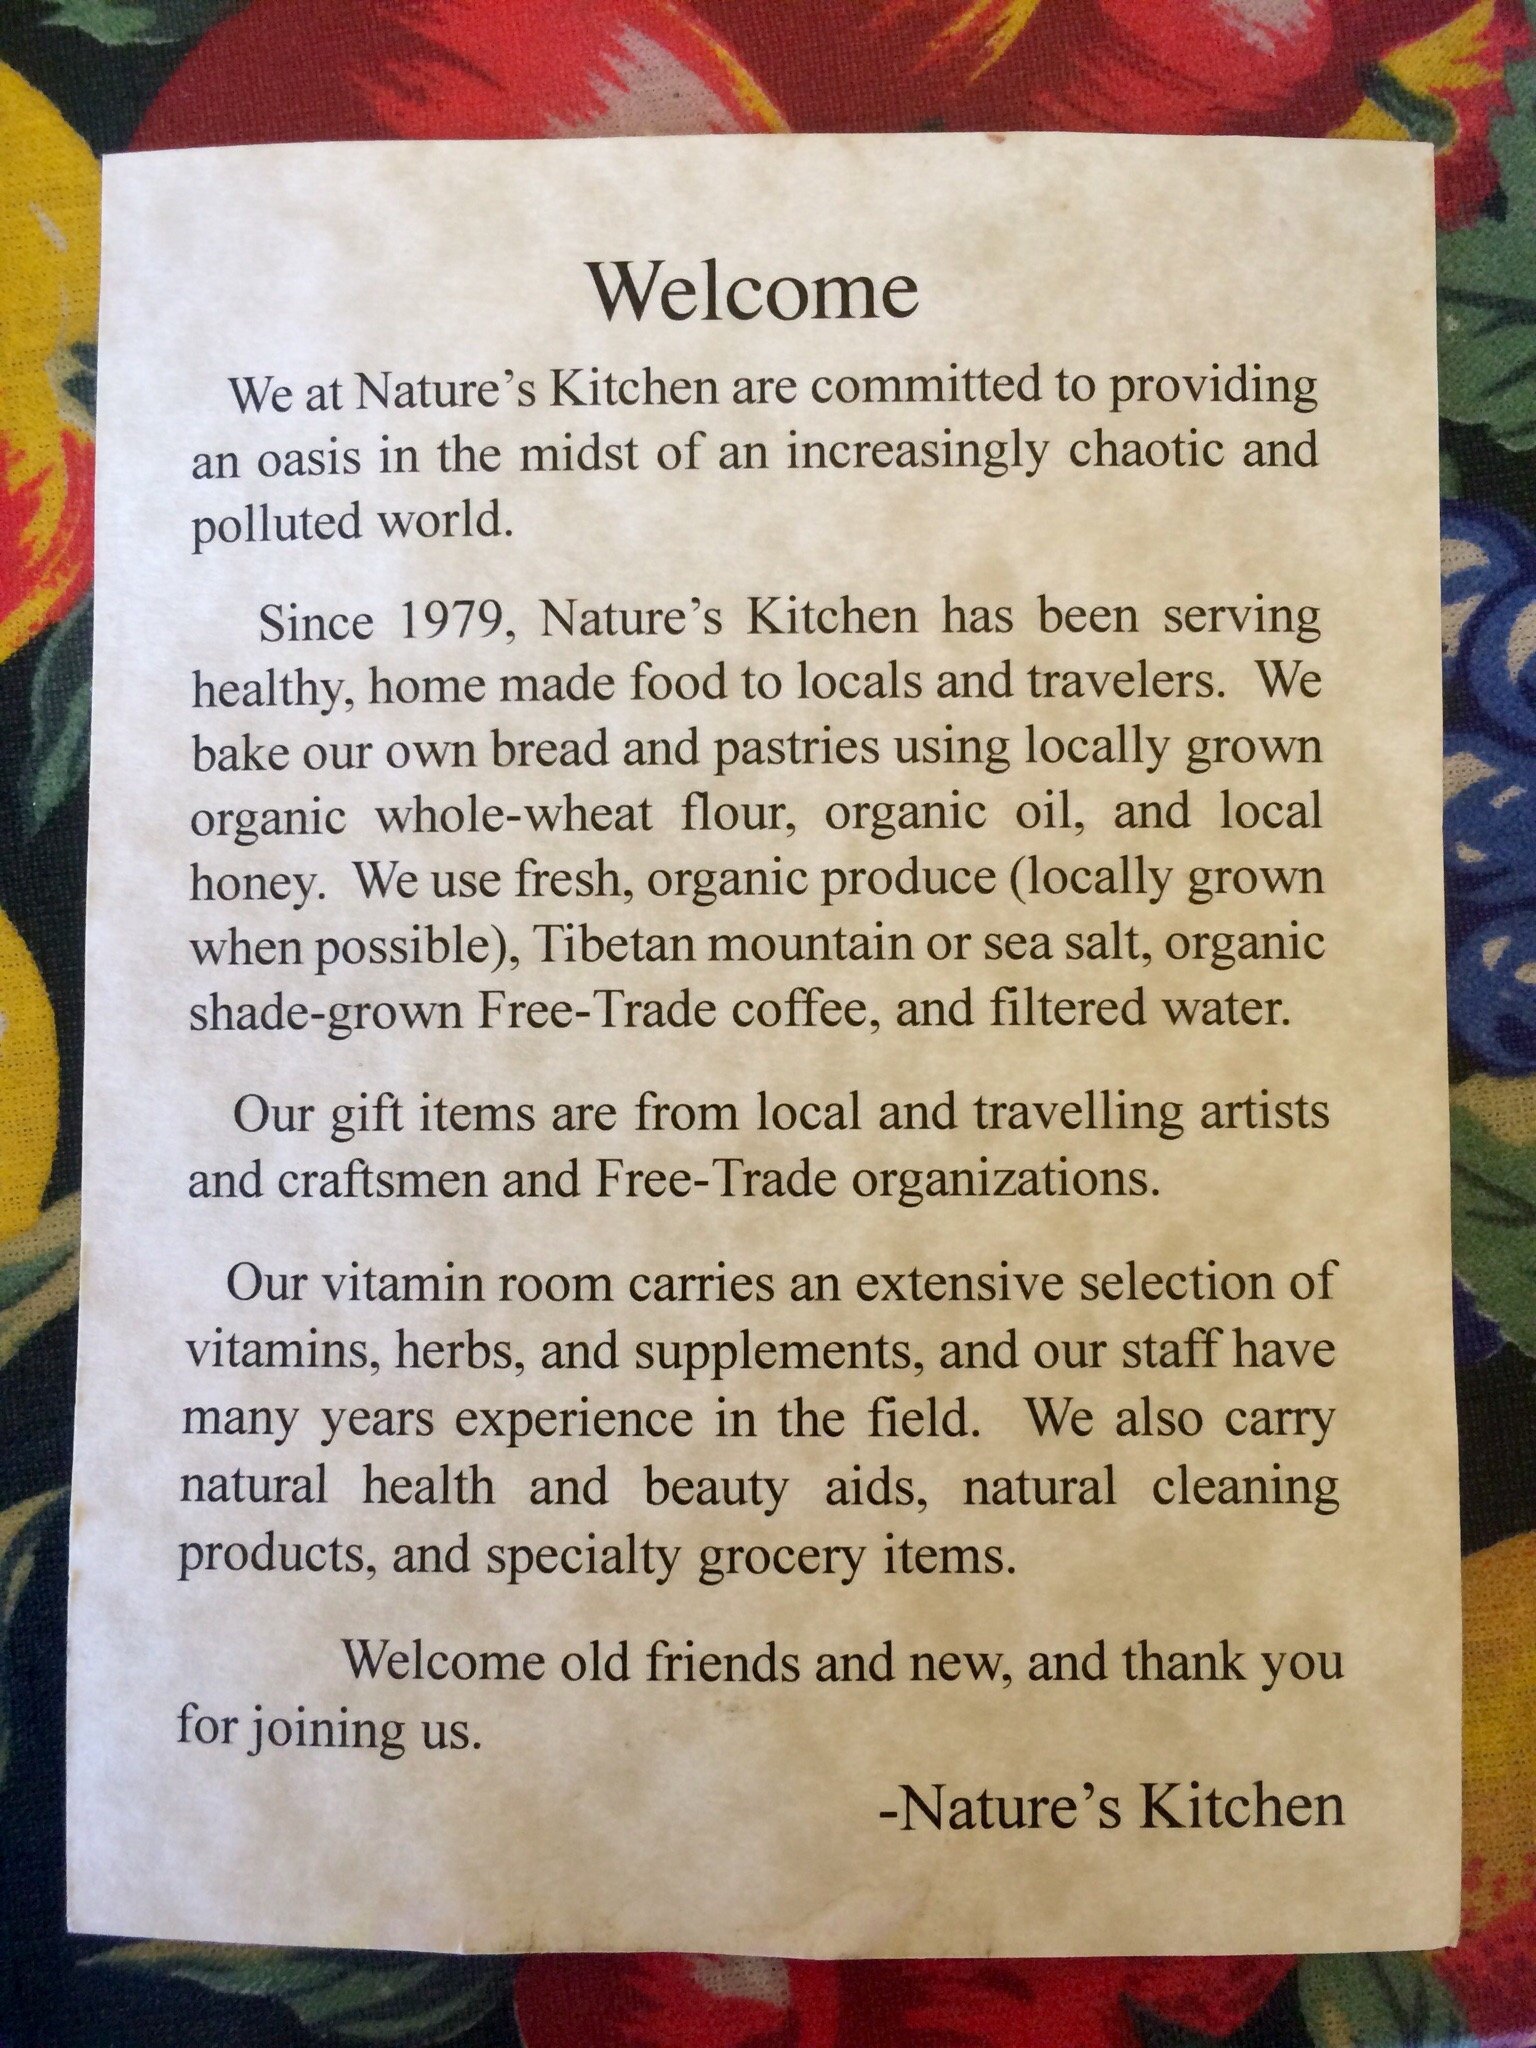 Welcome
We at Nature's Kitchen are committed to providing
an oasis in the midst of an increasingly chaotic and
polluted world.
Since 1979, Nature's Kitchen has been serving
healthy, home made food to locals and travelers. We
bake our own bread and pastries using locally grown
organic whole-wheat flour, organic oil, and local
honey. We use fresh, organic produce (locally grown
when possible), Tibetan mountain or sea salt, organic
shade-grown Free-Trade coffee, and filtered water.
Our gift items are from local and travelling artists
and craftsmen and Free-Trade organizations.
Our vitamin room carries an extensive selection of
vitamins, herbs, and supplements, and our staff have
many years experience in the field. We also carry
natural health and beauty aids, natural cleaning
products, and specialty grocery items.
Welcome old friends and new, and thank you
for joining us.
-Nature's Kitchen